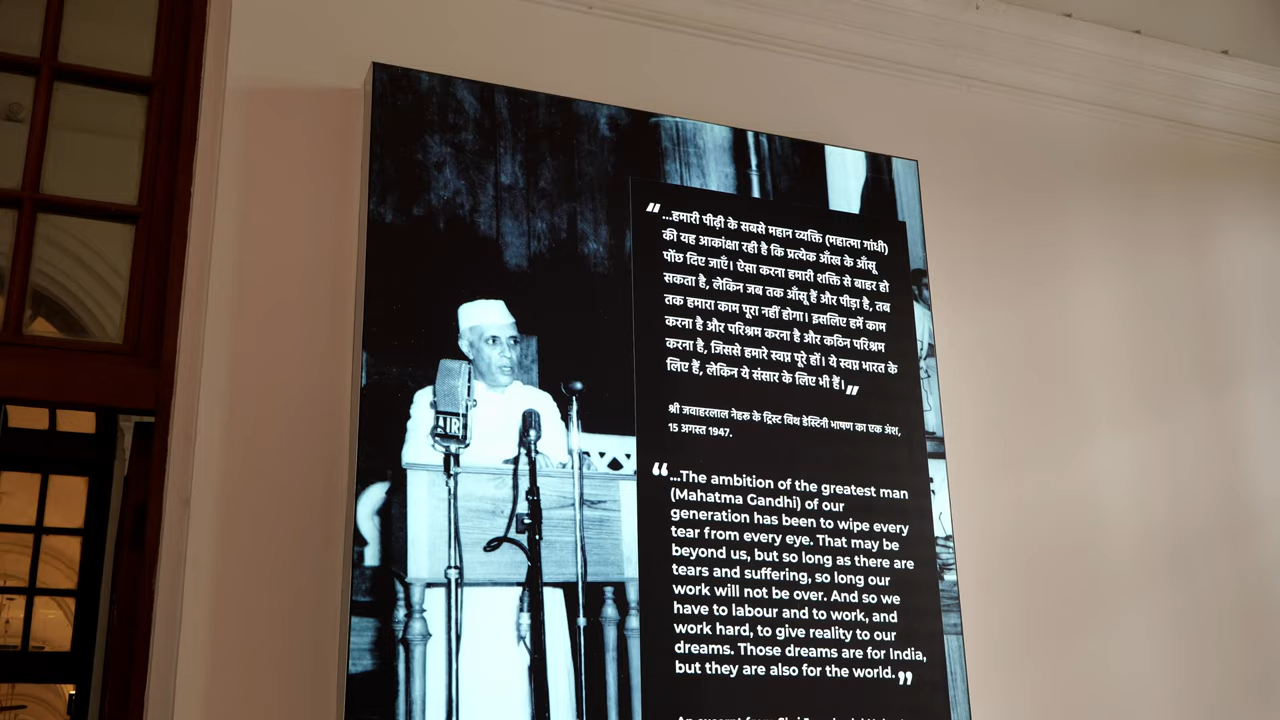 AIR
“...हमारी पीढ़ी के सबसे महान व्यक्ति (महात्मा गांधी)
की यह आकांक्षा रही है कि प्रत्येक आँख के आँसू
पोंछ दिए जाएँ। ऐसा करना हमारी शक्ति से बाहर हो
सकता है, लेकिन जब तक आँसू हैं और पीड़ा है, तब
तक हमारा काम पूरा नहीं होगा। इसलिए हमें काम
करना है और परिश्रम करना है और कठिन परिश्रम
करना है, जिससे हमारे स्वप्न पूरे हों। ये स्वप्न भारत के
लिए हैं, लेकिन ये संसार के लिए भी हैं।”
श्री जवाहरलाल नेहरू के ट्रिस्ट विथ डेस्टिनी भाषण का एक अंश,
15 अगस्त 1947.
“...The ambition of the greatest man
(Mahatma Gandhi) of our
generation has been to wipe every
tear from every eye. That may be
beyond us, but so long as there are
tears and suffering, so long our
work will not be over. And so we
have to labour and to work, and
work hard, to give reality to our
dreams. Those dreams are for India,
but they are also for the world.”
An excerpt from Shri